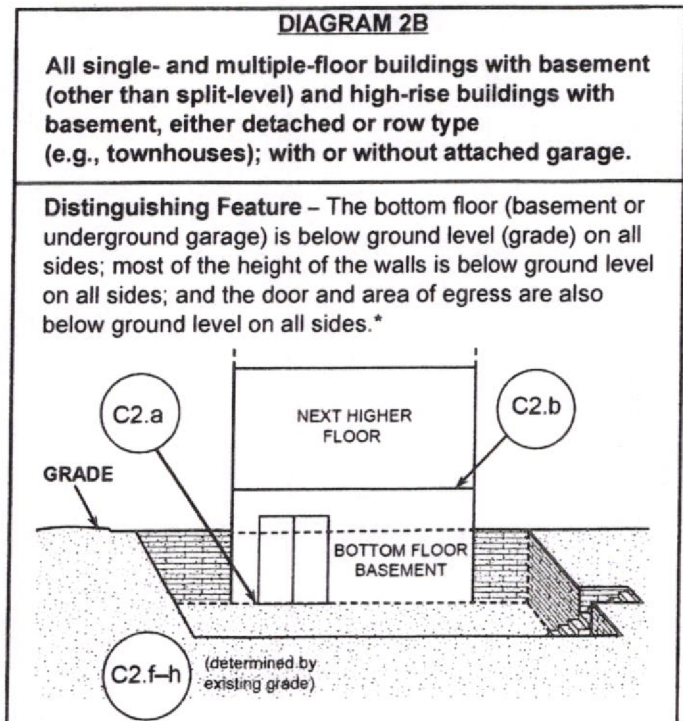 DIAGRAM 2B
All single- and multiple-floor buildings with basement
(other than split-level) and high-rise buildings with
basement, either detached or row type
(e.g., townhouses); with or without attached garage.
Distinguishing Feature – The bottom floor (basement or
underground garage) is below ground level (grade) on all
sides; most of the height of the walls is below ground level
on all sides; and the door and area of egress are also
below ground level on all sides.*
C2.a
NEXT HIGHER
FLOOR
C2.b
GRADE
BOTTOM FLOOR
BASEMENT
C2.f–h
(determined by
existing grade)